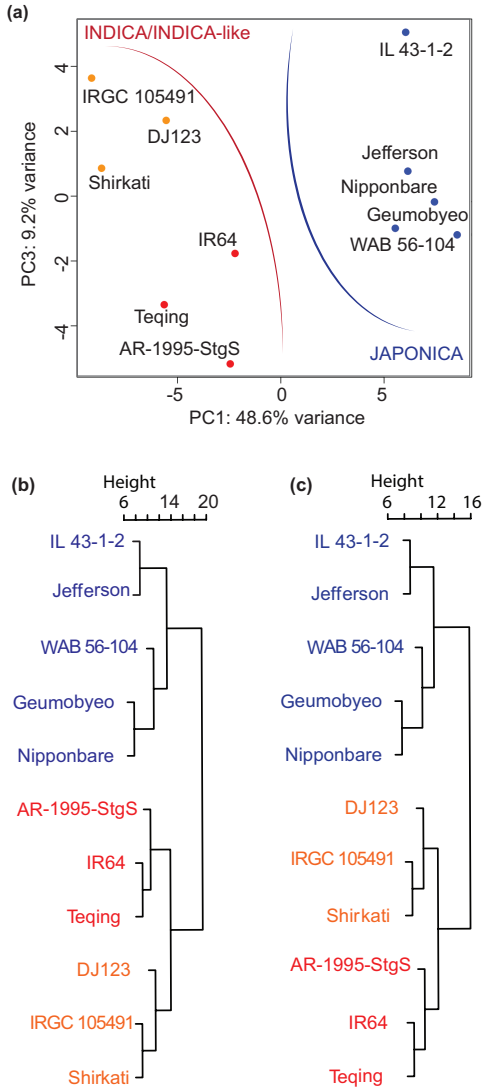 (a)
INDICA/INDICA-like
IL 43-1-2
IRGC 105491
DJ123
Shirkati
Jefferson
Nipponbare
Geumobyeo
WAB 56-104
IR64
Teqing
AR-1995-StgS
JAPONICA
PC3: 9.2% variance
4
2
0
-2
-4
-5 0 5
PC1: 48.6% variance
(b)
Height
6 14 20
IL 43-1-2
Jefferson
WAB 56-104
Geumobyeo
Nipponbare
AR-1995-StgS
IR64
Teqing
DJ123
IRGC 105491
Shirkati
(c)
Height
6 12 16
IL 43-1-2
Jefferson
WAB 56-104
Geumobyeo
Nipponbare
DJ123
IRGC 105491
Shirkati
AR-1995-StgS
IR64
Teqing